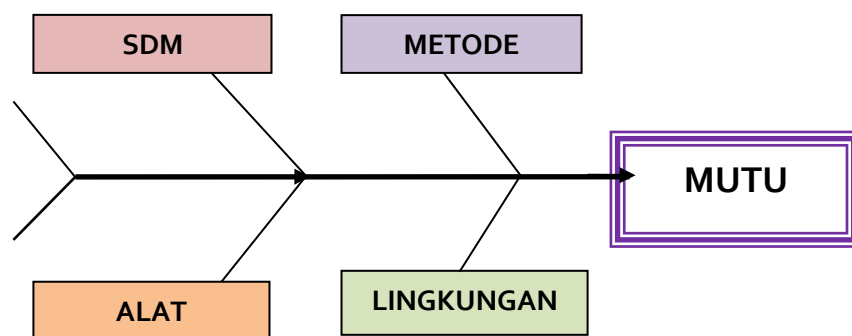 SDM
METODE
MUTU
ALAT
LINGKUNGAN